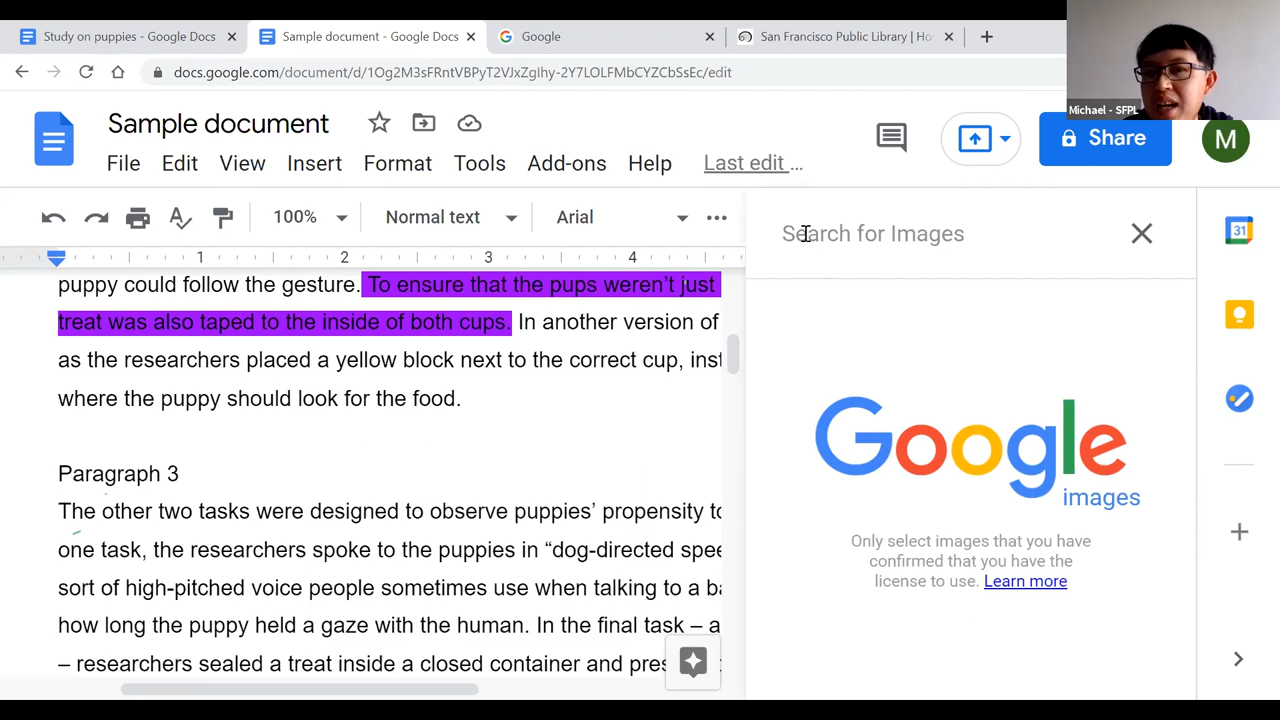 Study on puppies - Google Docs
Sample document - Google Docs
Google
San Francisco Public Library | Ho
docs.google.com/document/d/1Og2M3sFRntVBPyT2VJxZglhy-2Y7LOLFMbCYZCbSsEc/edit
Michael - SFPL
Sample document
Share
M
File Edit View Insert Format Tools Add-ons Help Last edit ...
100% Normal text Arial
31
Search for Images
1 2 3 4
puppy could follow the gesture. To ensure that the pups weren't just
treat was also taped to the inside of both cups. In another version of
as the researchers placed a yellow block next to the correct cup, inst
where the puppy should look for the food.
Google
images
Only select images that you have
confirmed that you have the
license to use. Learn more
Paragraph 3
The other two tasks were designed to observe puppies' propensity to
one task, the researchers spoke to the puppies in “dog-directed spee
sort of high-pitched voice people sometimes use when talking to a ba
how long the puppy held a gaze with the human. In the final task – a
– researchers sealed a treat inside a closed container and pres